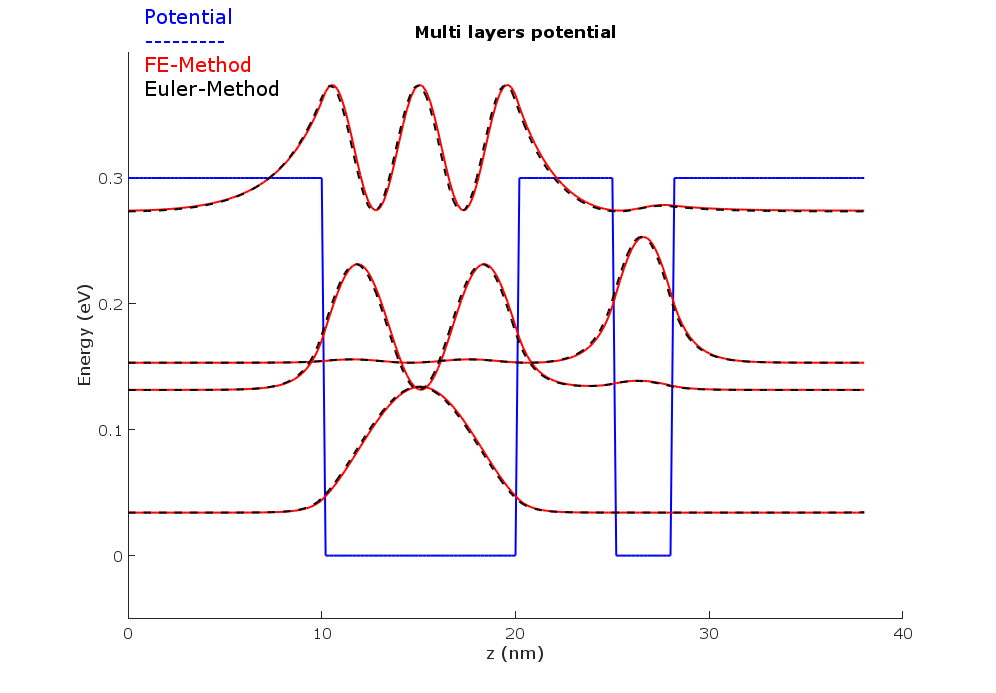 Potential
Multi layers potential
FE-Method
Euler-Method
0.3
0.2
Energy (eV)
0.1
0
0 10 20 30 40
z (nm)